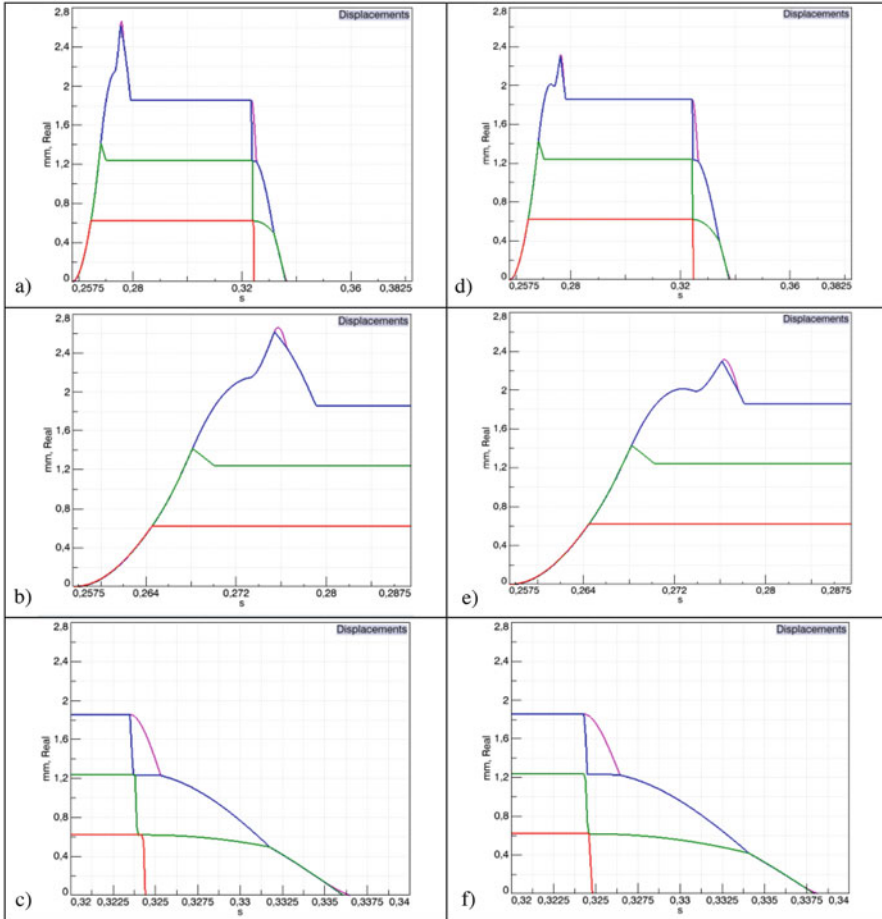 Displacements
2,8
2,4
2
1,6
1,2
0,8
0,4
0
mm, Real
0,2575 0,28 0,32 0,36 0,3825
s
a)
Displacements
2,8
2,4
2
1,6
1,2
0,8
0,4
0
mm, Real
0,2575 0,28 0,32 0,36 0,3825
s
d)
Displacements
2,8
2,4
2
1,6
1,2
0,8
0,4
0
mm, Real
0,2575 0,264 0,272 0,28 0,2875
s
b)
Displacements
2,8
2,4
2
1,6
1,2
0,8
0,4
0
mm, Real
0,2575 0,264 0,272 0,28 0,2875
s
e)
Displacements
2,8
2,4
2
1,6
1,2
0,8
0,4
0
mm, Real
0,32 0,3225 0,325 0,3275 0,33 0,3325 0,335 0,3375 0,34
s
c)
Displacements
2,8
2,4
2
1,6
1,2
0,8
0,4
0
mm, Real
0,32 0,3225 0,325 0,3275 0,33 0,3325 0,335 0,3375 0,34
s
f)